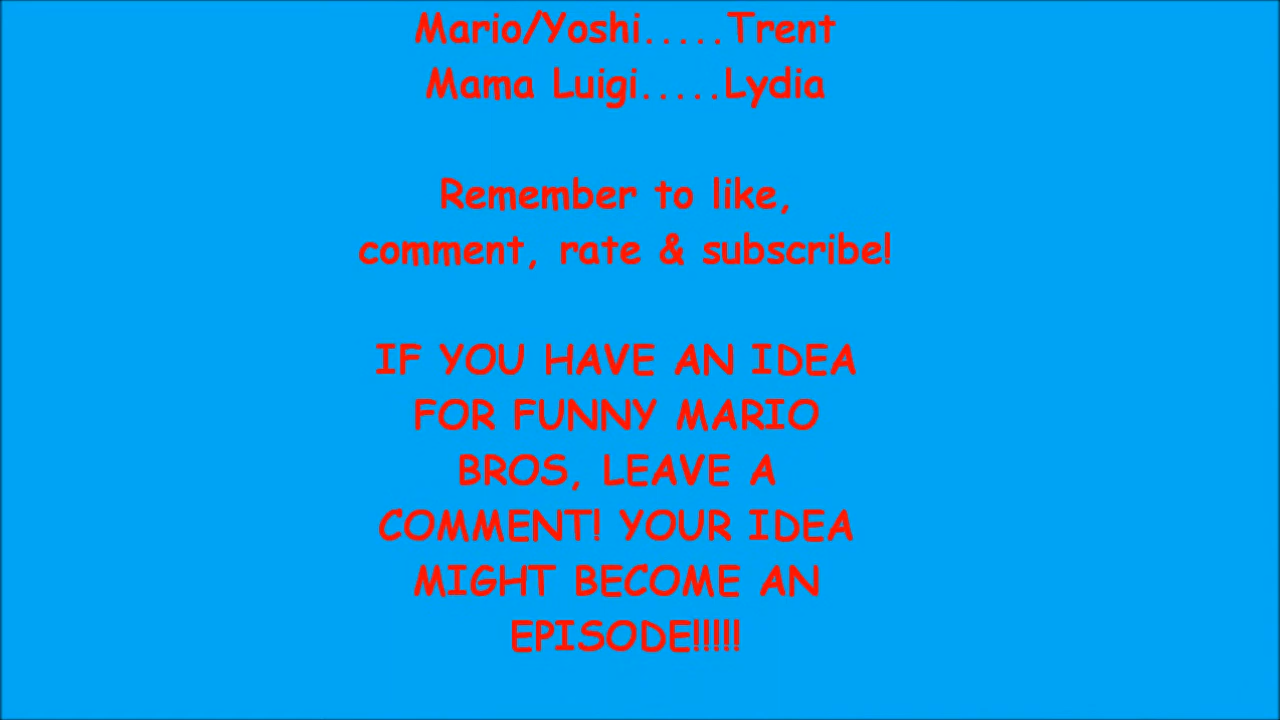 Mario/Yoshi.....Trent
Mama Luigi.....Lydia
Remember to like,
comment, rate & subscribe!
IF YOU HAVE AN IDEA
FOR FUNNY MARIO
BROS, LEAVE A
COMMENT! YOUR IDEA
MIGHT BECOME AN
EPISODE!!!!!